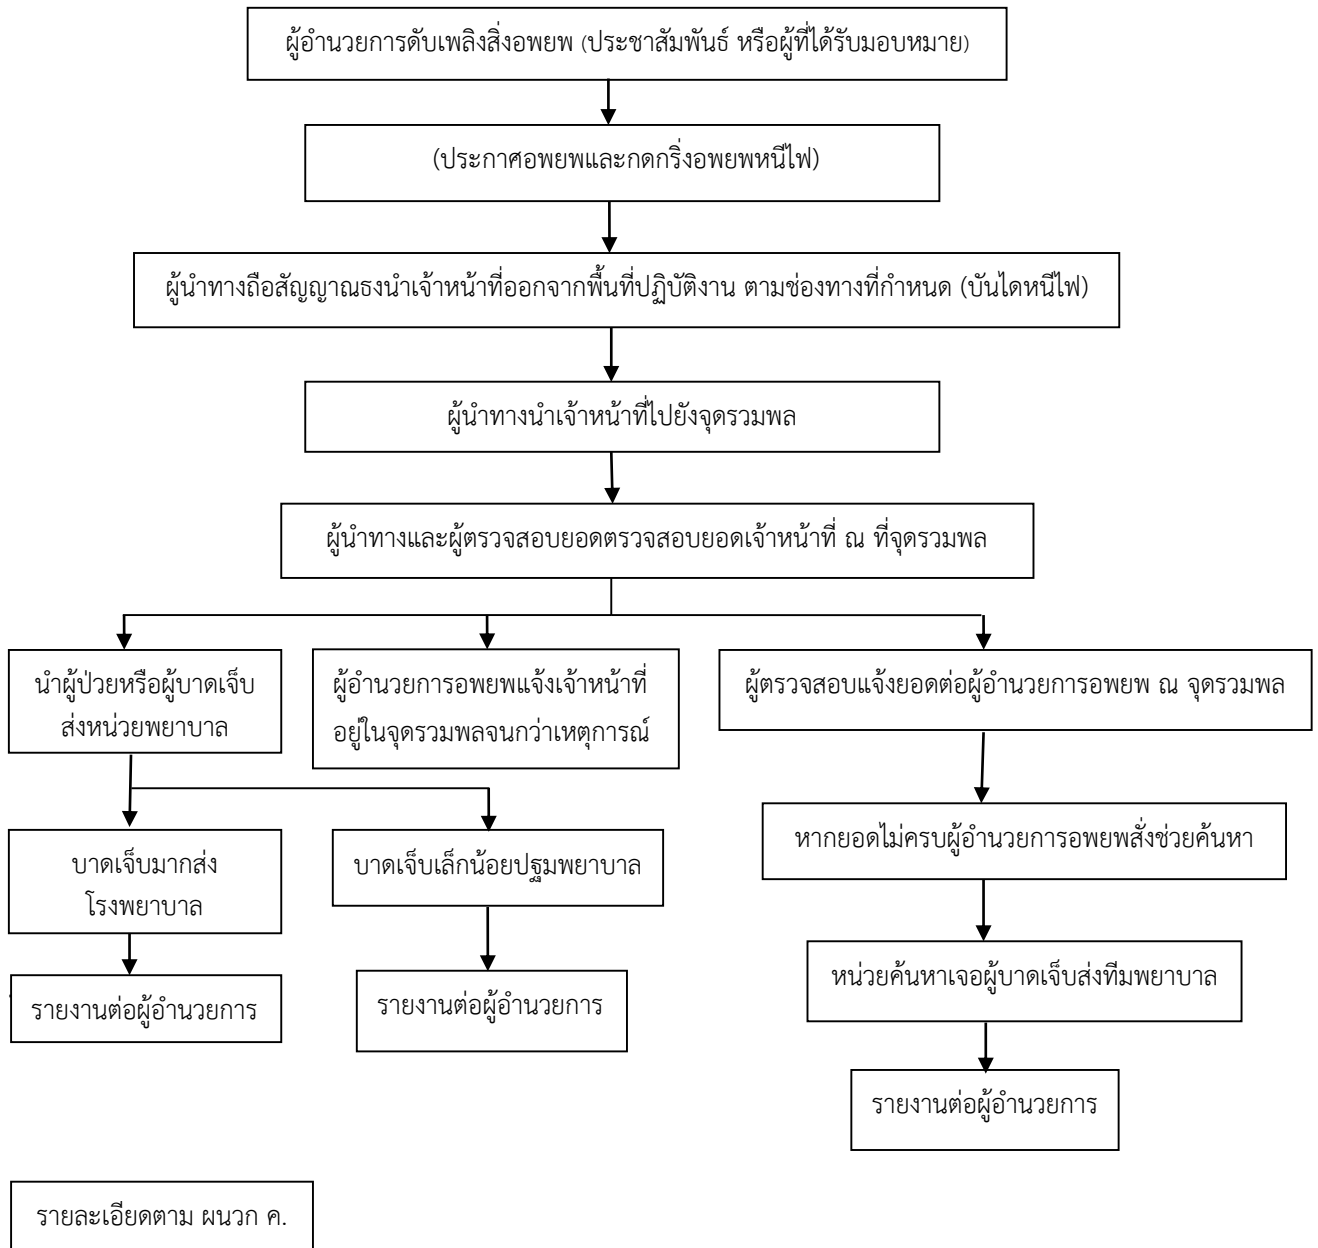 ผู้อำนวยการดับเพลิงสิ่งอพยพ (ประชาสัมพันธ์ หรือผู้ที่ได้รับมอบหมาย)
(ประกาศอพยพและกดกริ่งอพยพหนีไฟ)
ผู้นำทางถือสัญญาณธงนำเจ้าหน้าที่ออกจากพื้นที่ปฏิบัติงาน ตามช่องทางที่กำหนด (บันไดหนีไฟ)
ผู้นำทางนำเจ้าหน้าที่ไปยังจุดรวมพล
ผู้นำทางและผู้ตรวจสอบยอดตรวจสอบยอดเจ้าหน้าที่ ณ ที่จุดรวมพล
นำผู้ป่วยหรือผู้บาดเจ็บ
ส่งหน่วยพยาบาล
ผู้อำนวยการอพยพแจ้งเจ้าหน้าที่
อยู่ในจุดรวมพลจนกว่าเหตุการณ์
ผู้ตรวจสอบแจ้งยอดต่อผู้อำนวยการอพยพ ณ จุดรวมพล
บาดเจ็บมากส่ง
โรงพยาบาล
บาดเจ็บเล็กน้อยปฐมพยาบาล
หากยอดไม่ครบผู้อำนวยการอพยพสั่งช่วยค้นหา
รายงานต่อผู้อำนวยการ
รายงานต่อผู้อำนวยการ
หน่วยค้นหาเจอผู้บาดเจ็บส่งทีมพยาบาล
รายงานต่อผู้อำนวยการ
รายละเอียดตาม ผนวก ค.